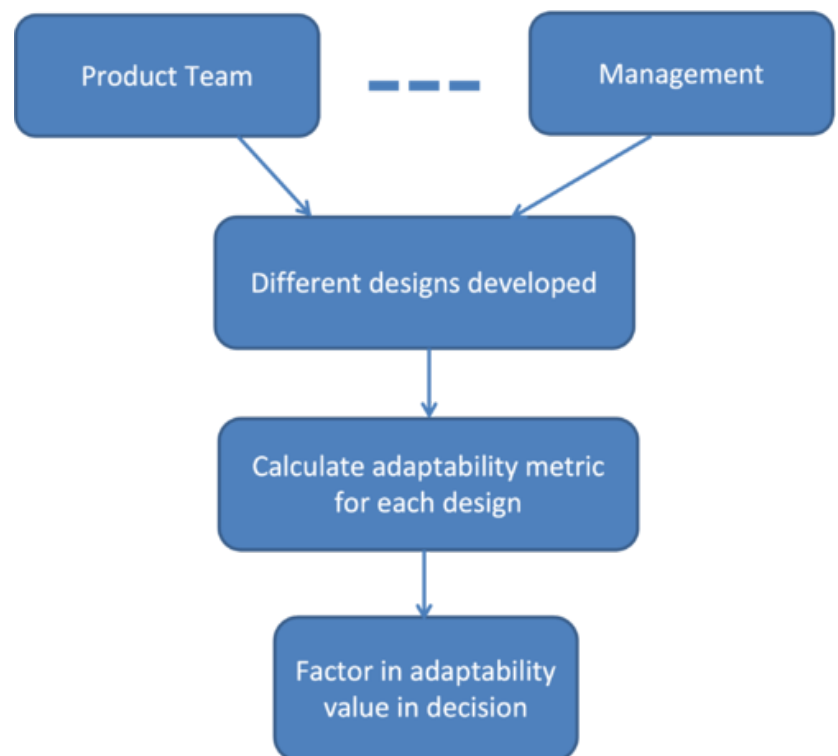 Product Team
Management
Different designs developed
Calculate adaptability metric
for each design
Factor in adaptability
value in decision